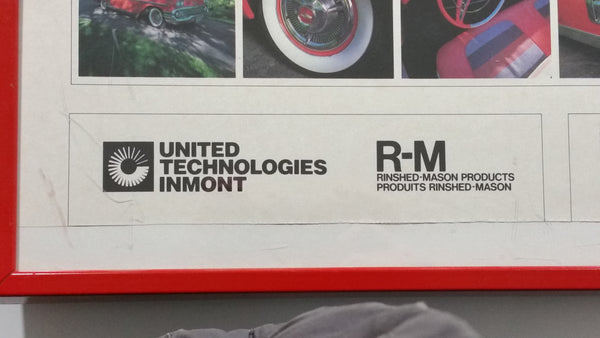 UNITED
TECHNOLOGIES
INMONT
R-M
RINSHED-MASON PRODUCTS
PRODUITS RINSHED-MASON